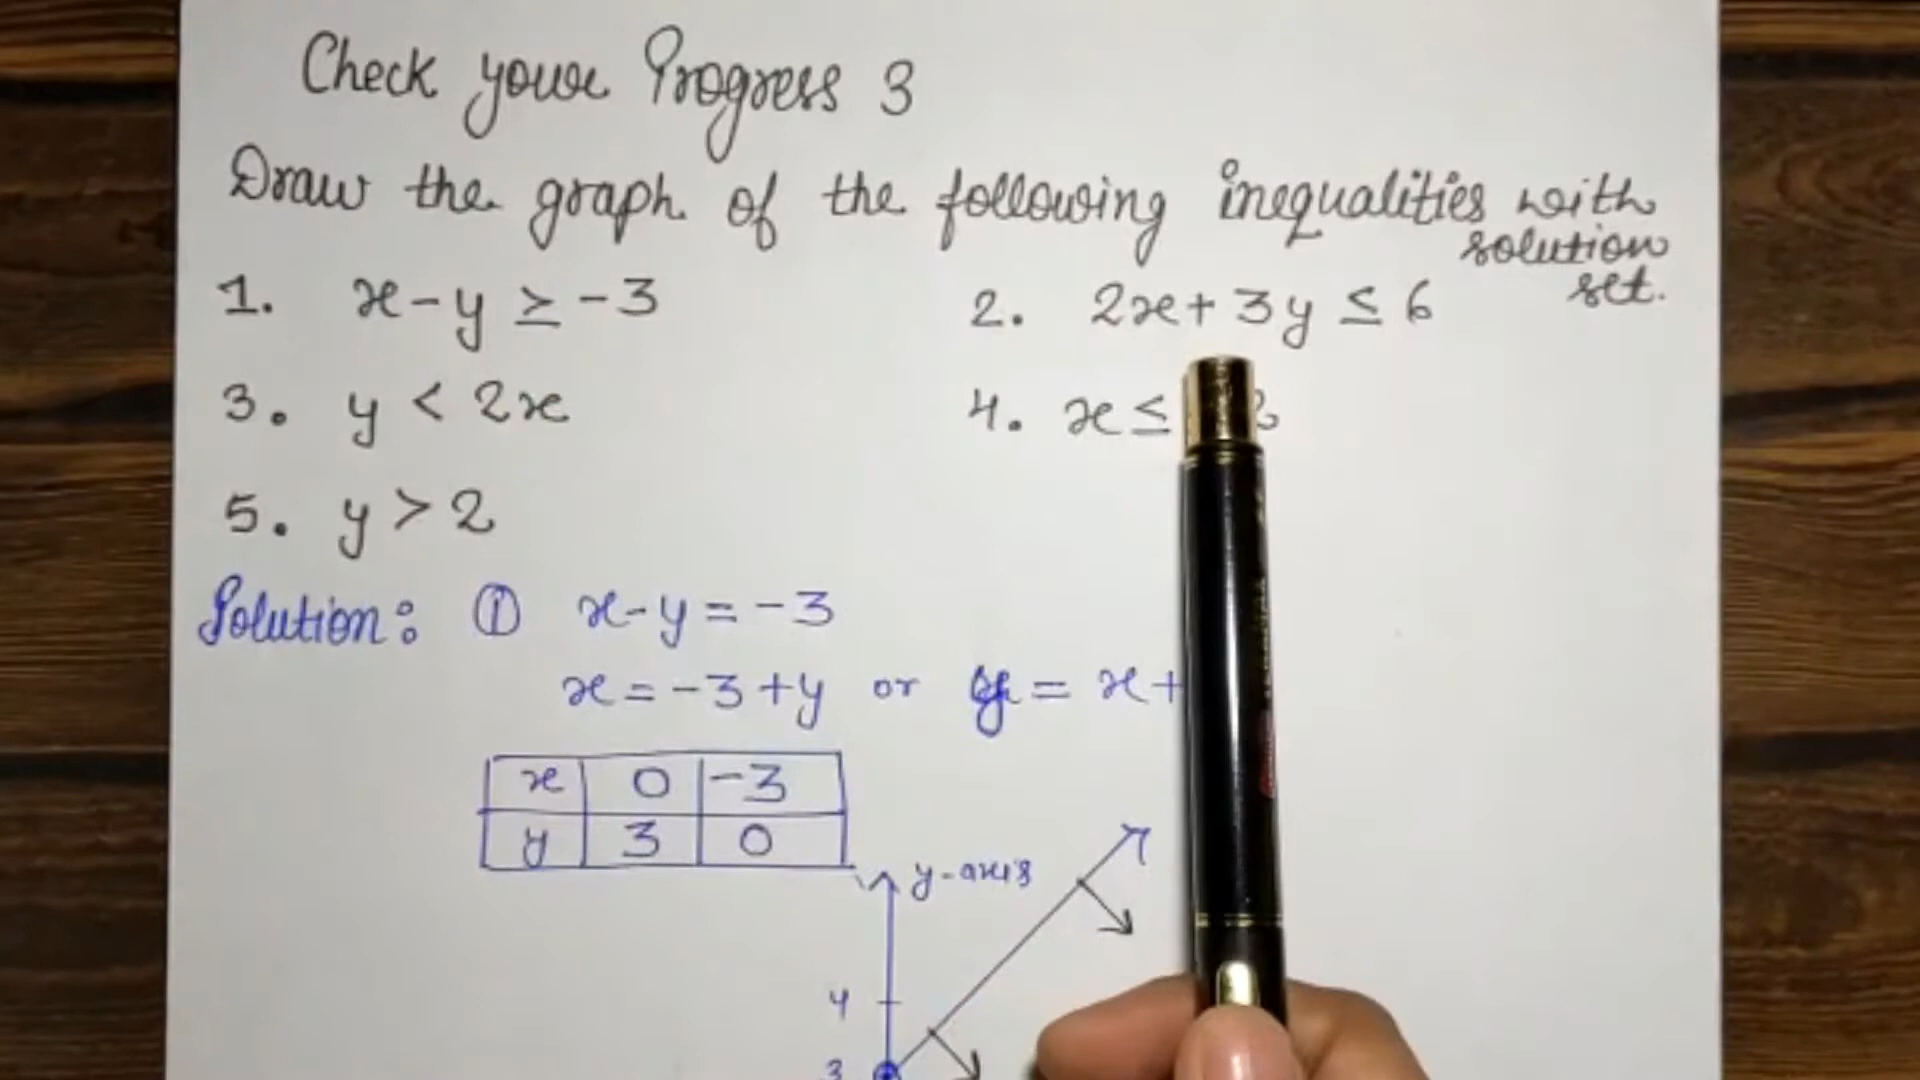 Check your Progress 3
Draw the graph of the following inequalities with
solution
set.
1. x - y ≥ -3
2. 2x + 3y ≤ 6
3. y < 2x
4. x ≤
5. y > 2
Solution: ① x - y = -3
x = -3 + y or y = x +
x 0 -3
y 3 0
y-axis
4
3